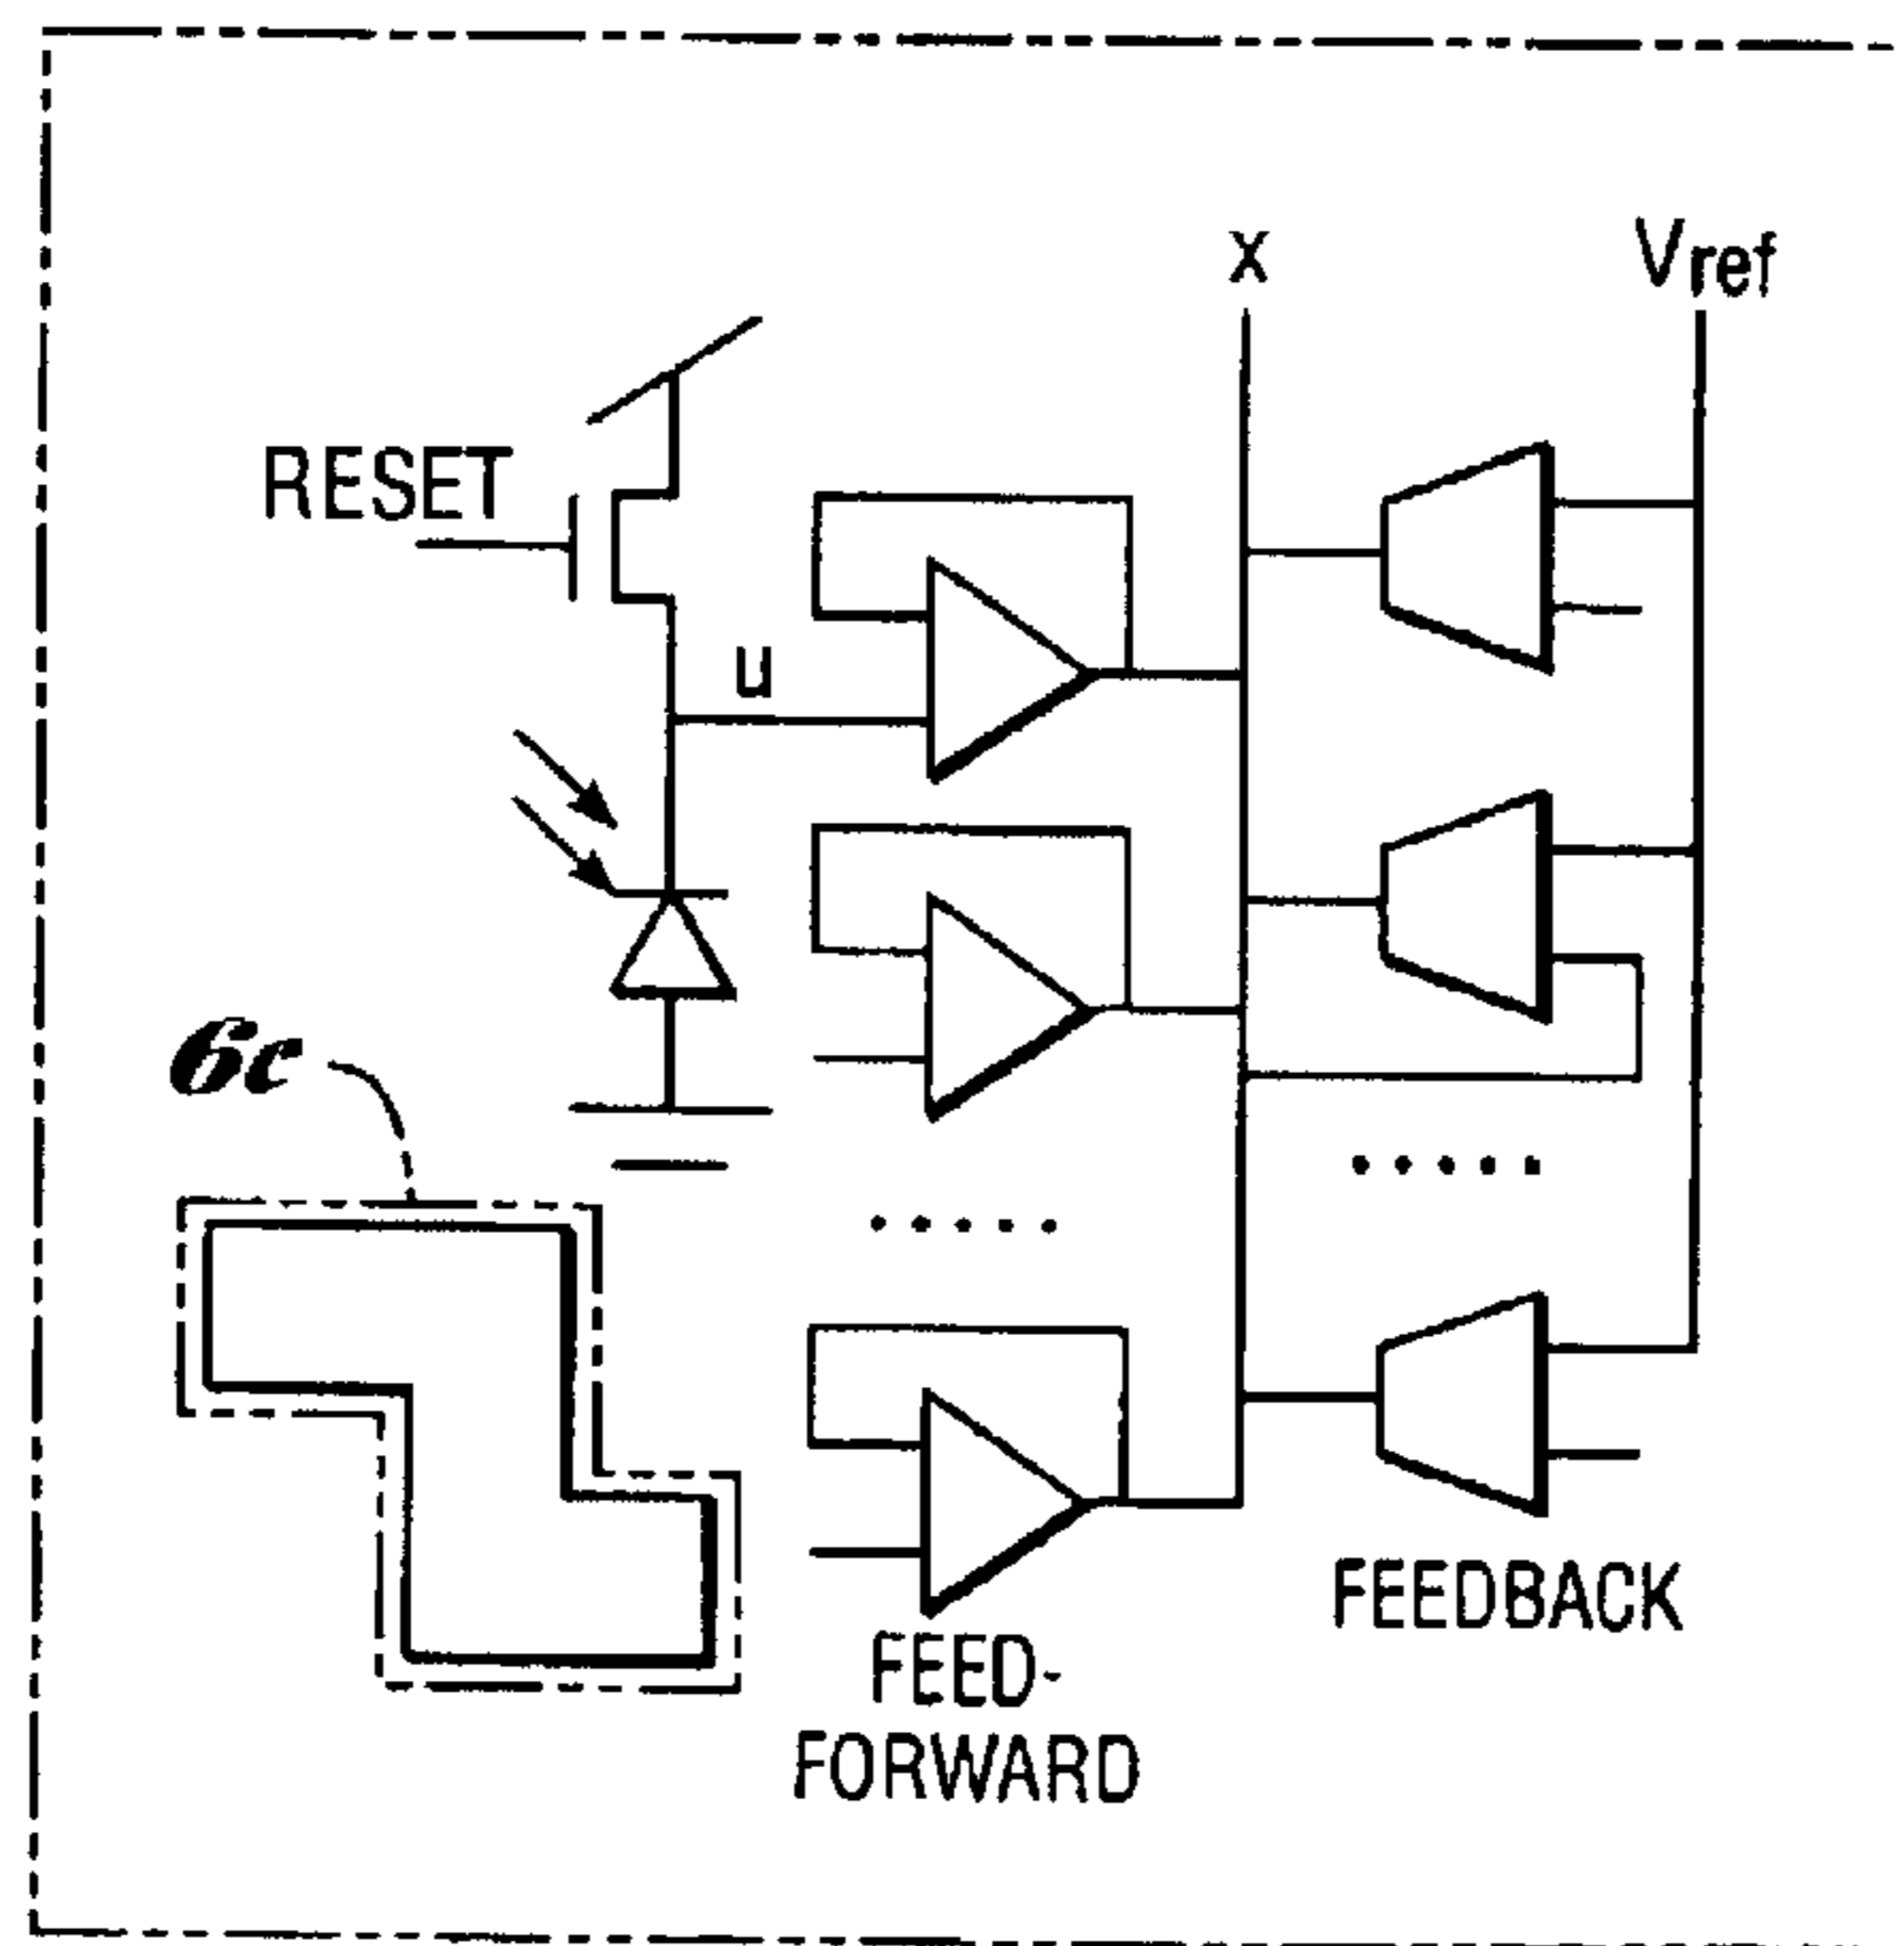 x
Vref
RESET
u
6c
FEEDBACK
FEED-
FORWARD